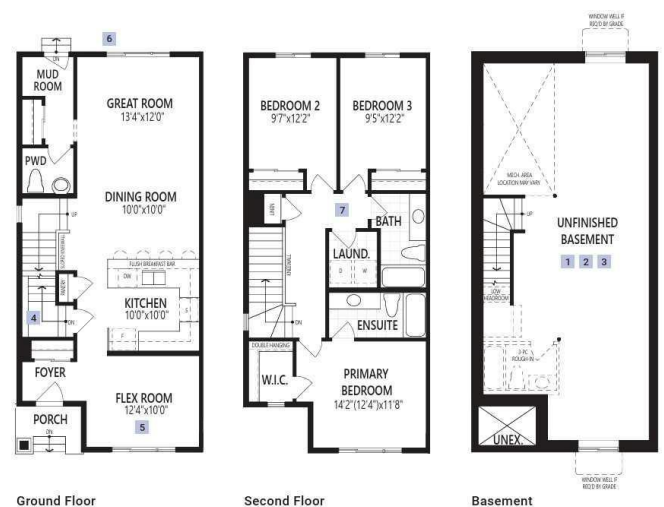 6
DN
MUD
ROOM
GREAT ROOM
13'4"x12'0"
PWD
DINING ROOM
10'0"x10'0"
UP
FLUSH BREAKFAST BAR
DW
KITCHEN
10'0"x10'0"
4
DN
F
FOYER
FLEX ROOM
12'4"x10'0"
5
PORCH
DN
Ground Floor
BEDROOM 2
9'7"x12'2"
BEDROOM 3
9'5"x12'2"
7
BATH
LAUND.
D
W
DN
ENSUITE
DOUBLE HANGING
W.I.C.
PRIMARY
BEDROOM
14'2"(12'4")x11'8"
Second Floor
WINDOW WELL IF
REQ'D BY GRADE
MECH. AREA
LOCATION MAY VARY
UP
UNFINISHED
BASEMENT
1 2 3
LOW
HEADROOM
3-PC
ROUGH-IN
UNEX.
WINDOW WELL IF
REQ'D BY GRADE
Basement